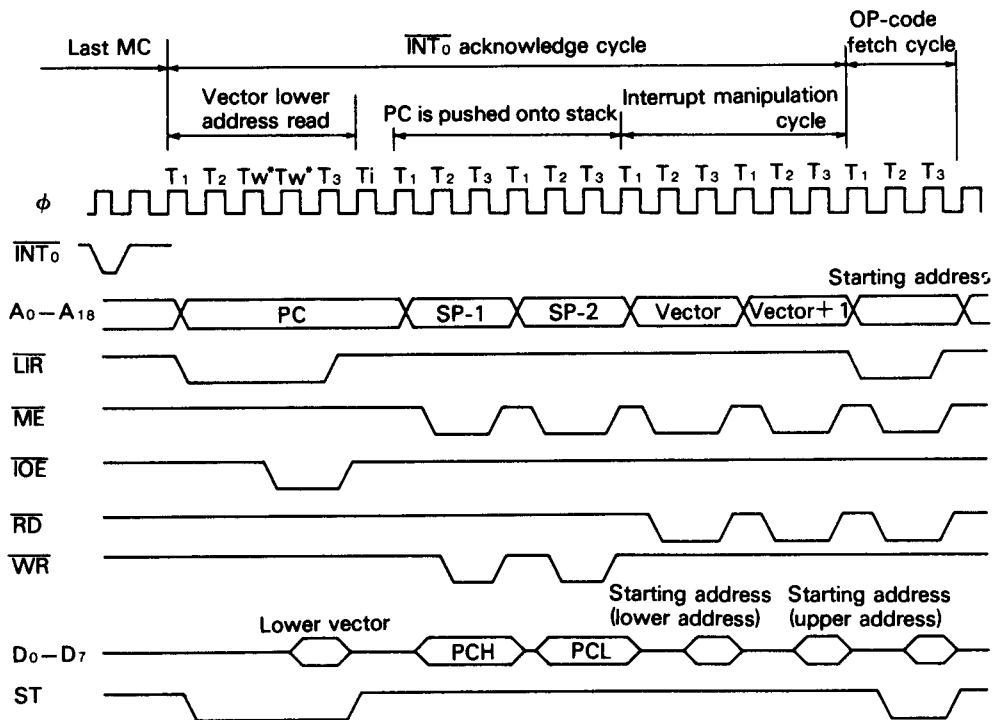 Last MC
INT₀ acknowledge cycle
OP-code
fetch cycle
Vector lower
address read
PC is pushed onto stack
Interrupt manipulation
cycle
T₁ T₂ Tw* Tw* T₃ Ti T₁ T₂ T₃ T₁ T₂ T₃ T₁ T₂ T₃ T₁ T₂ T₃ T₁ T₂ T₃
φ
INT₀
Starting address
A₀–A₁₈ PC SP-1 SP-2 Vector Vector+1
LIR
ME
IOE
RD
WR
Starting address
(lower address)
Starting address
(upper address)
Lower vector
D₀–D₇ PCH PCL
ST